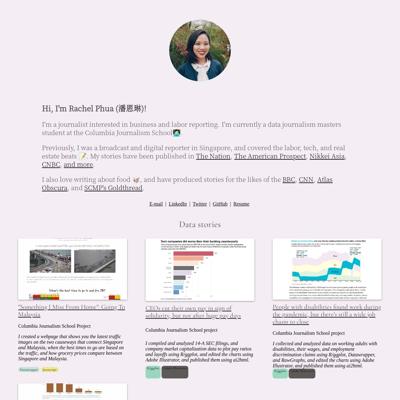 Hi, I'm Rachel Phua (潘恩琍)!
I'm a journalist interested in business and labor reporting. I'm currently a data journalism masters
student at the Columbia Journalism School
Previously, I was a broadcast and digital reporter in Singapore, and covered the labor, tech, and real
estate beats. My stories have been published in The Nation, The American Prospect, Nikkei Asia,
CNBC, and more.
I also love writing about food, and have produced stories for the likes of the BBC, CNN, Atlas
Obscura, and SCMP's Goldthread.
E-mail | LinkedIn | Twitter | GitHub | Resume
Data stories
"Something I Miss From Home": Going To
Malaysia
Columbia Journalism School Project
I created a webpage that shows you the latest traffic
images on the two causeways that connect Singapore
and Malaysia, when the best times to go are based on
the traffic, and how grocery prices compare between
Singapore and Malaysia.
CEOs cut their own pay in sign of
solidarity, but not after huge pay days
Columbia Journalism School project
I compiled and analyzed 14-A SEC filings, and
company market capitalization data to plot pay ratios
and layoffs using Rggplot, and edited the charts using
Adobe Illustrator, and published them using ai2html.
People with disabilities found work during
the pandemic, but there's still a wide job
chasm to close
Columbia Journalism School project
I collected and analyzed data on working adults with
disabilities, their wages, and employment
discrimination claims using Rggplot, Datawrapper,
and RawGraphs, and edited the charts using Adobe
Illustrator, and published them using ai2html.